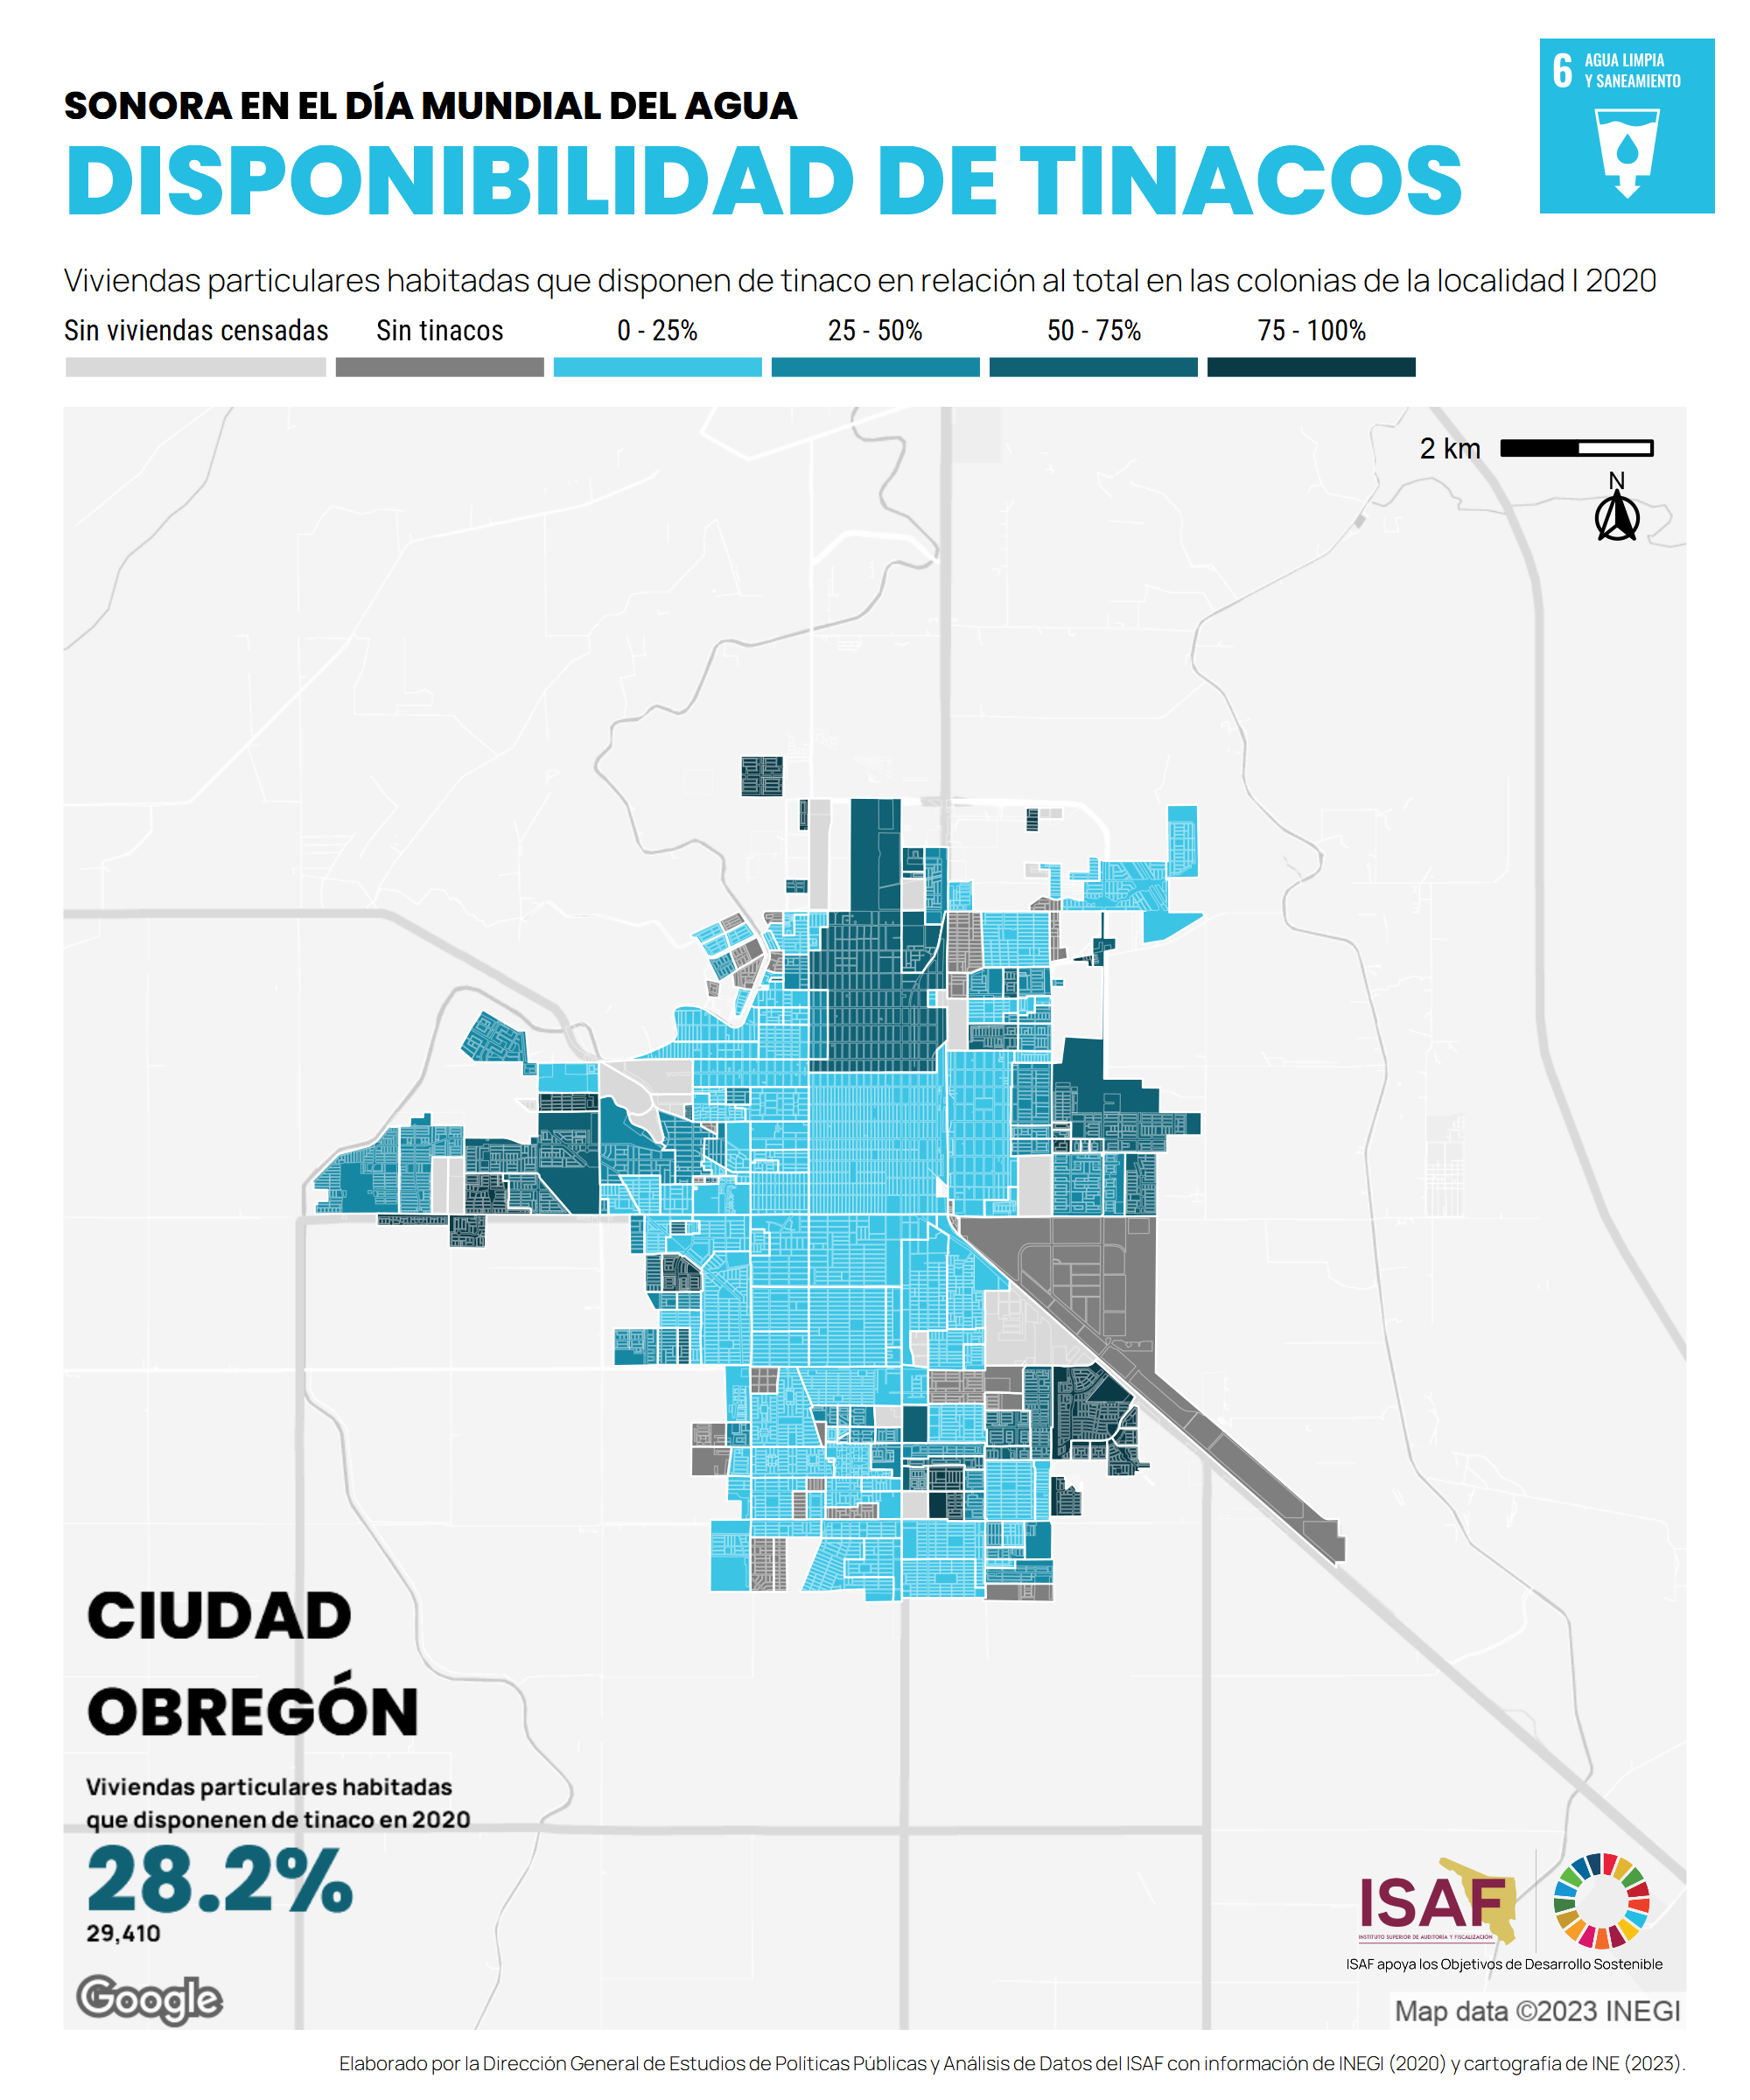 SONORA EN EL DÍA MUNDIAL DEL AGUA
DISPONIBILIDAD DE TINACOS
6 AGUA LIMPIA
Y SANEAMIENTO
Viviendas particulares habitadas que disponen de tinaco en relación al total en las colonias de la localidad | 2020
Sin viviendas censadas Sin tinacos 0 - 25% 25 - 50% 50 - 75% 75 - 100%
2 km
N
CIUDAD
OBREGÓN
Viviendas particulares habitadas
que disponenen de tinaco en 2020
28.2%
29,410
Google
ISAF
INSTITUTO SUPERIOR DE AUDITORÍA Y FISCALIZACIÓN
ISAF apoya los Objetivos de Desarrollo Sostenible
Map data ©2023 INEGI
Elaborado por la Dirección General de Estudios de Políticas Públicas y Análisis de Datos del ISAF con información de INEGI (2020) y cartografía de INE (2023).